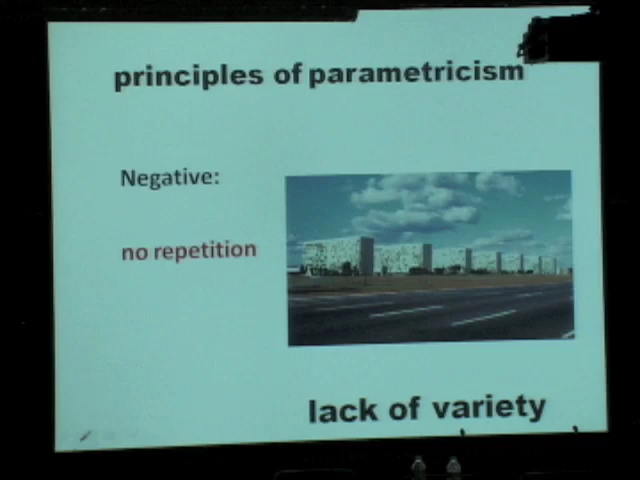 principles of parametricism
Negative:
no repetition
lack of variety